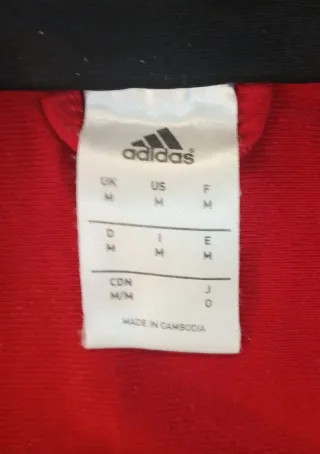 adidas
UK US F
M M M
D I E
M M M
CDN J
M/M O
MADE IN CAMBODIA